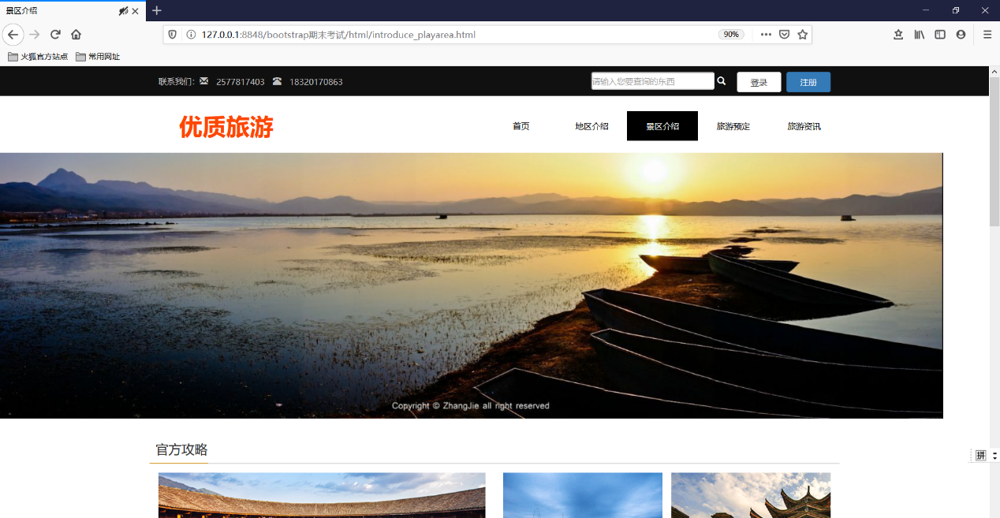 景区介绍
127.0.0.1:8848/bootstrap期末考试/html/introduce_playarea.html
90%
火狐官方站点 常用网址
联系我们: 2577817403 18320170863
请输入您要查询的东西
登录 注册
优质旅游
首页 地区介绍 景区介绍 旅游预定 旅游资讯
Copyright © ZhangJie all right reserved
官方攻略
拼